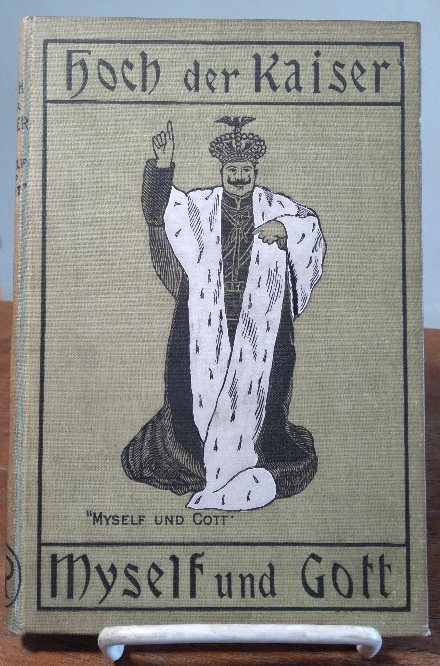 Hoch der Kaiser
"MYSELF UND GOTT"
Myself und Gott